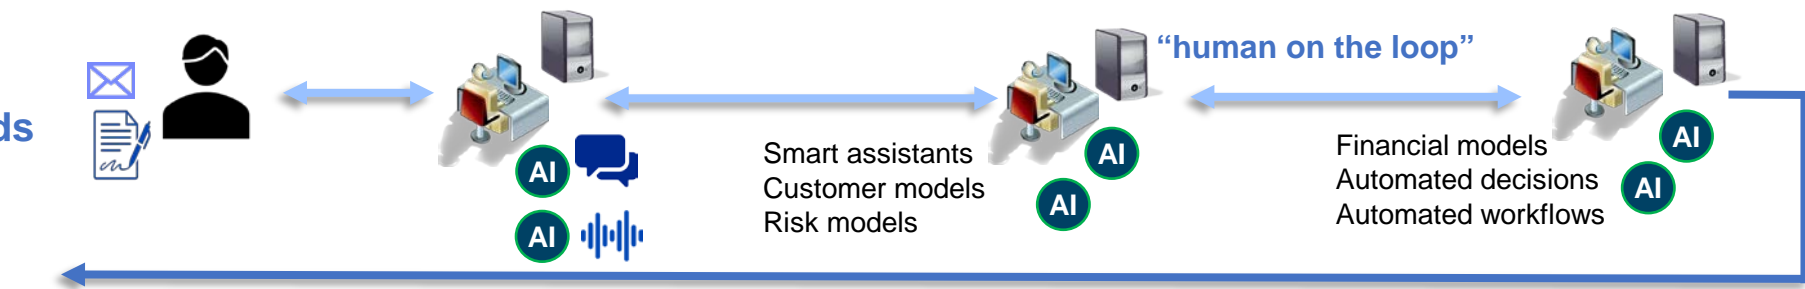 “human on the loop”
ds
Smart assistants
Customer models
Risk models
Financial models
Automated decisions
Automated workflows
AI
AI
AI
AI
AI
AI